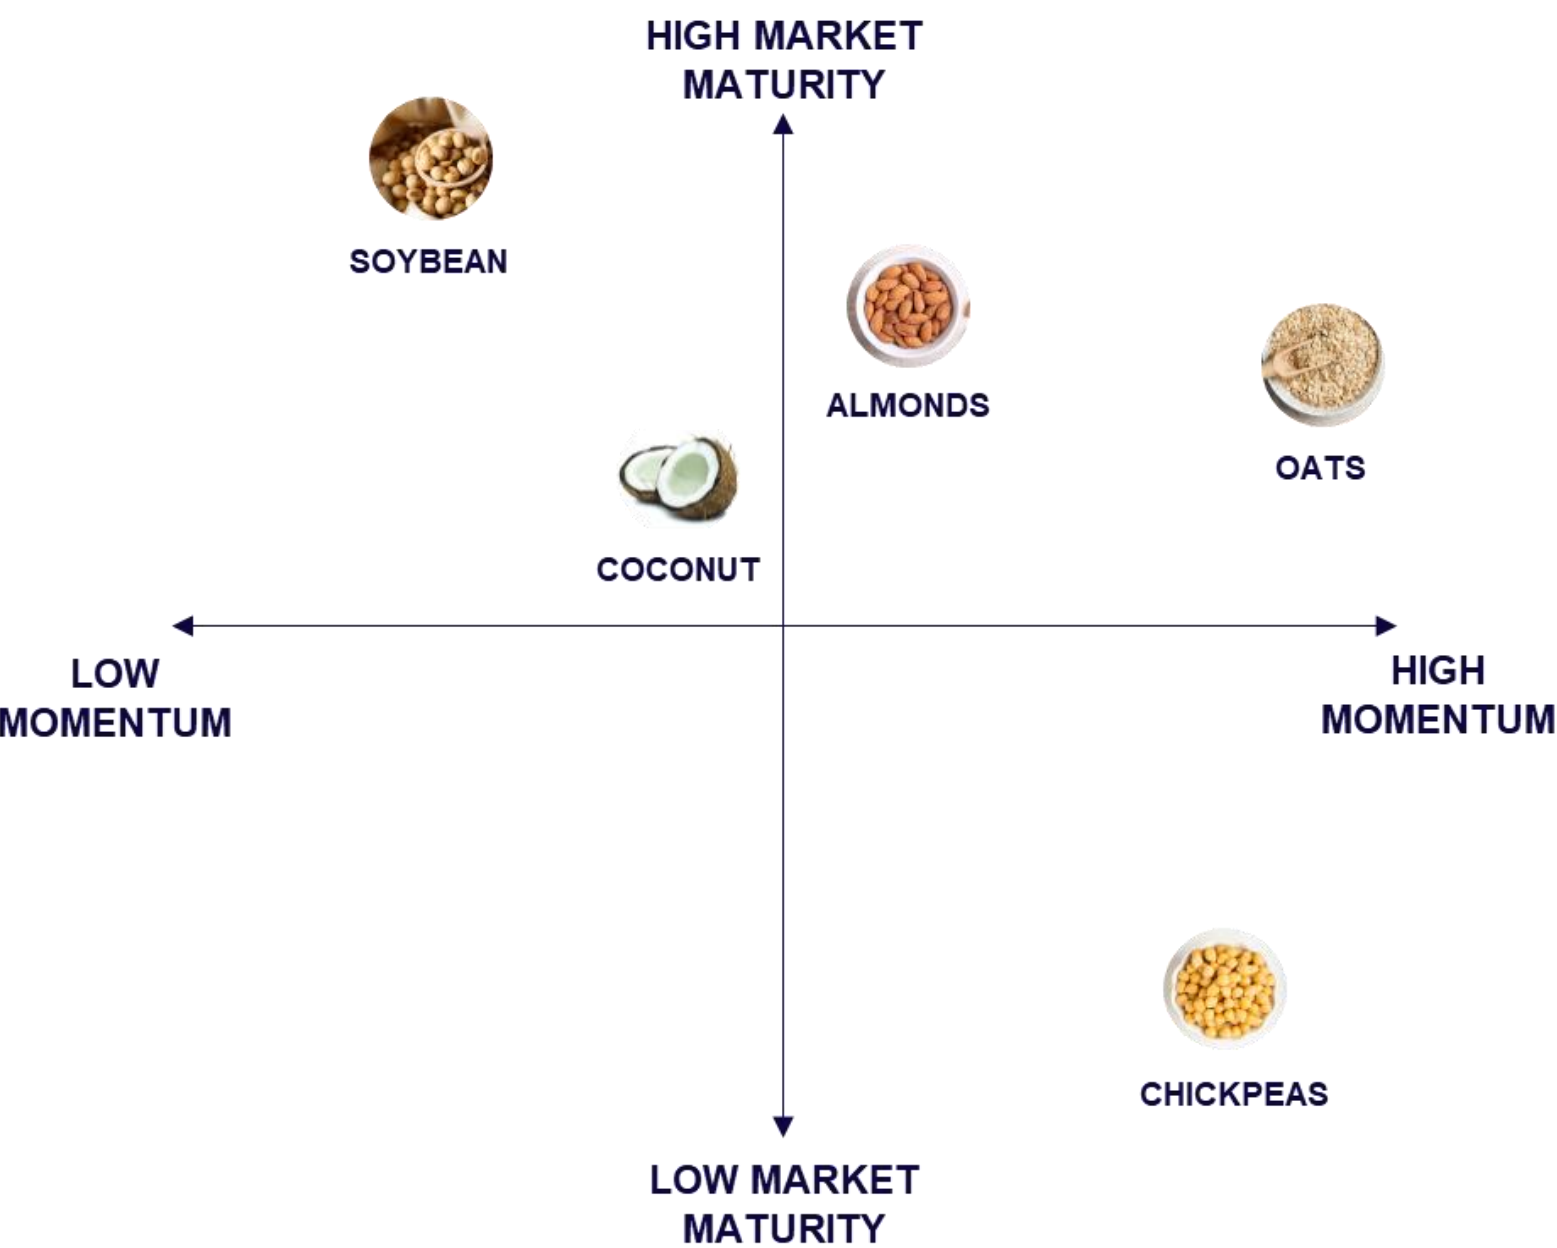 HIGH MARKET
MATURITY
SOYBEAN
ALMONDS
OATS
COCONUT
LOW
MOMENTUM
HIGH
MOMENTUM
CHICKPEAS
LOW MARKET
MATURITY